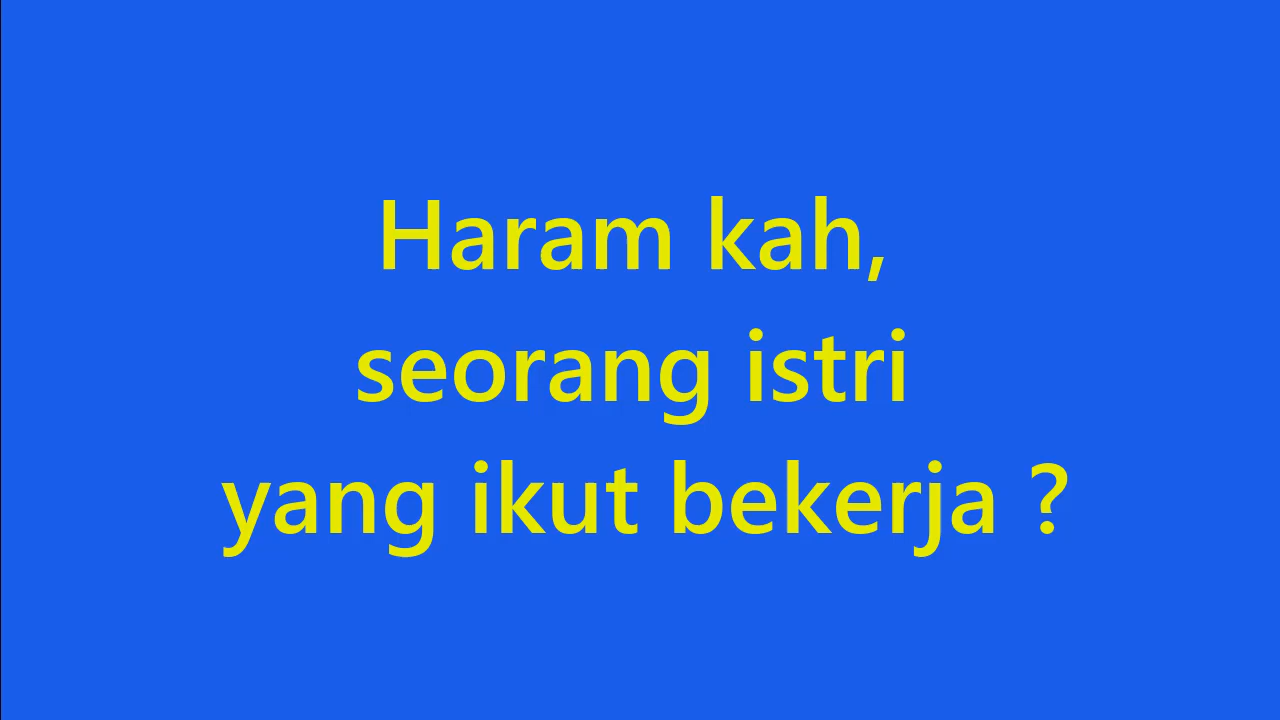 Haram kah,
seorang istri
yang ikut bekerja ?